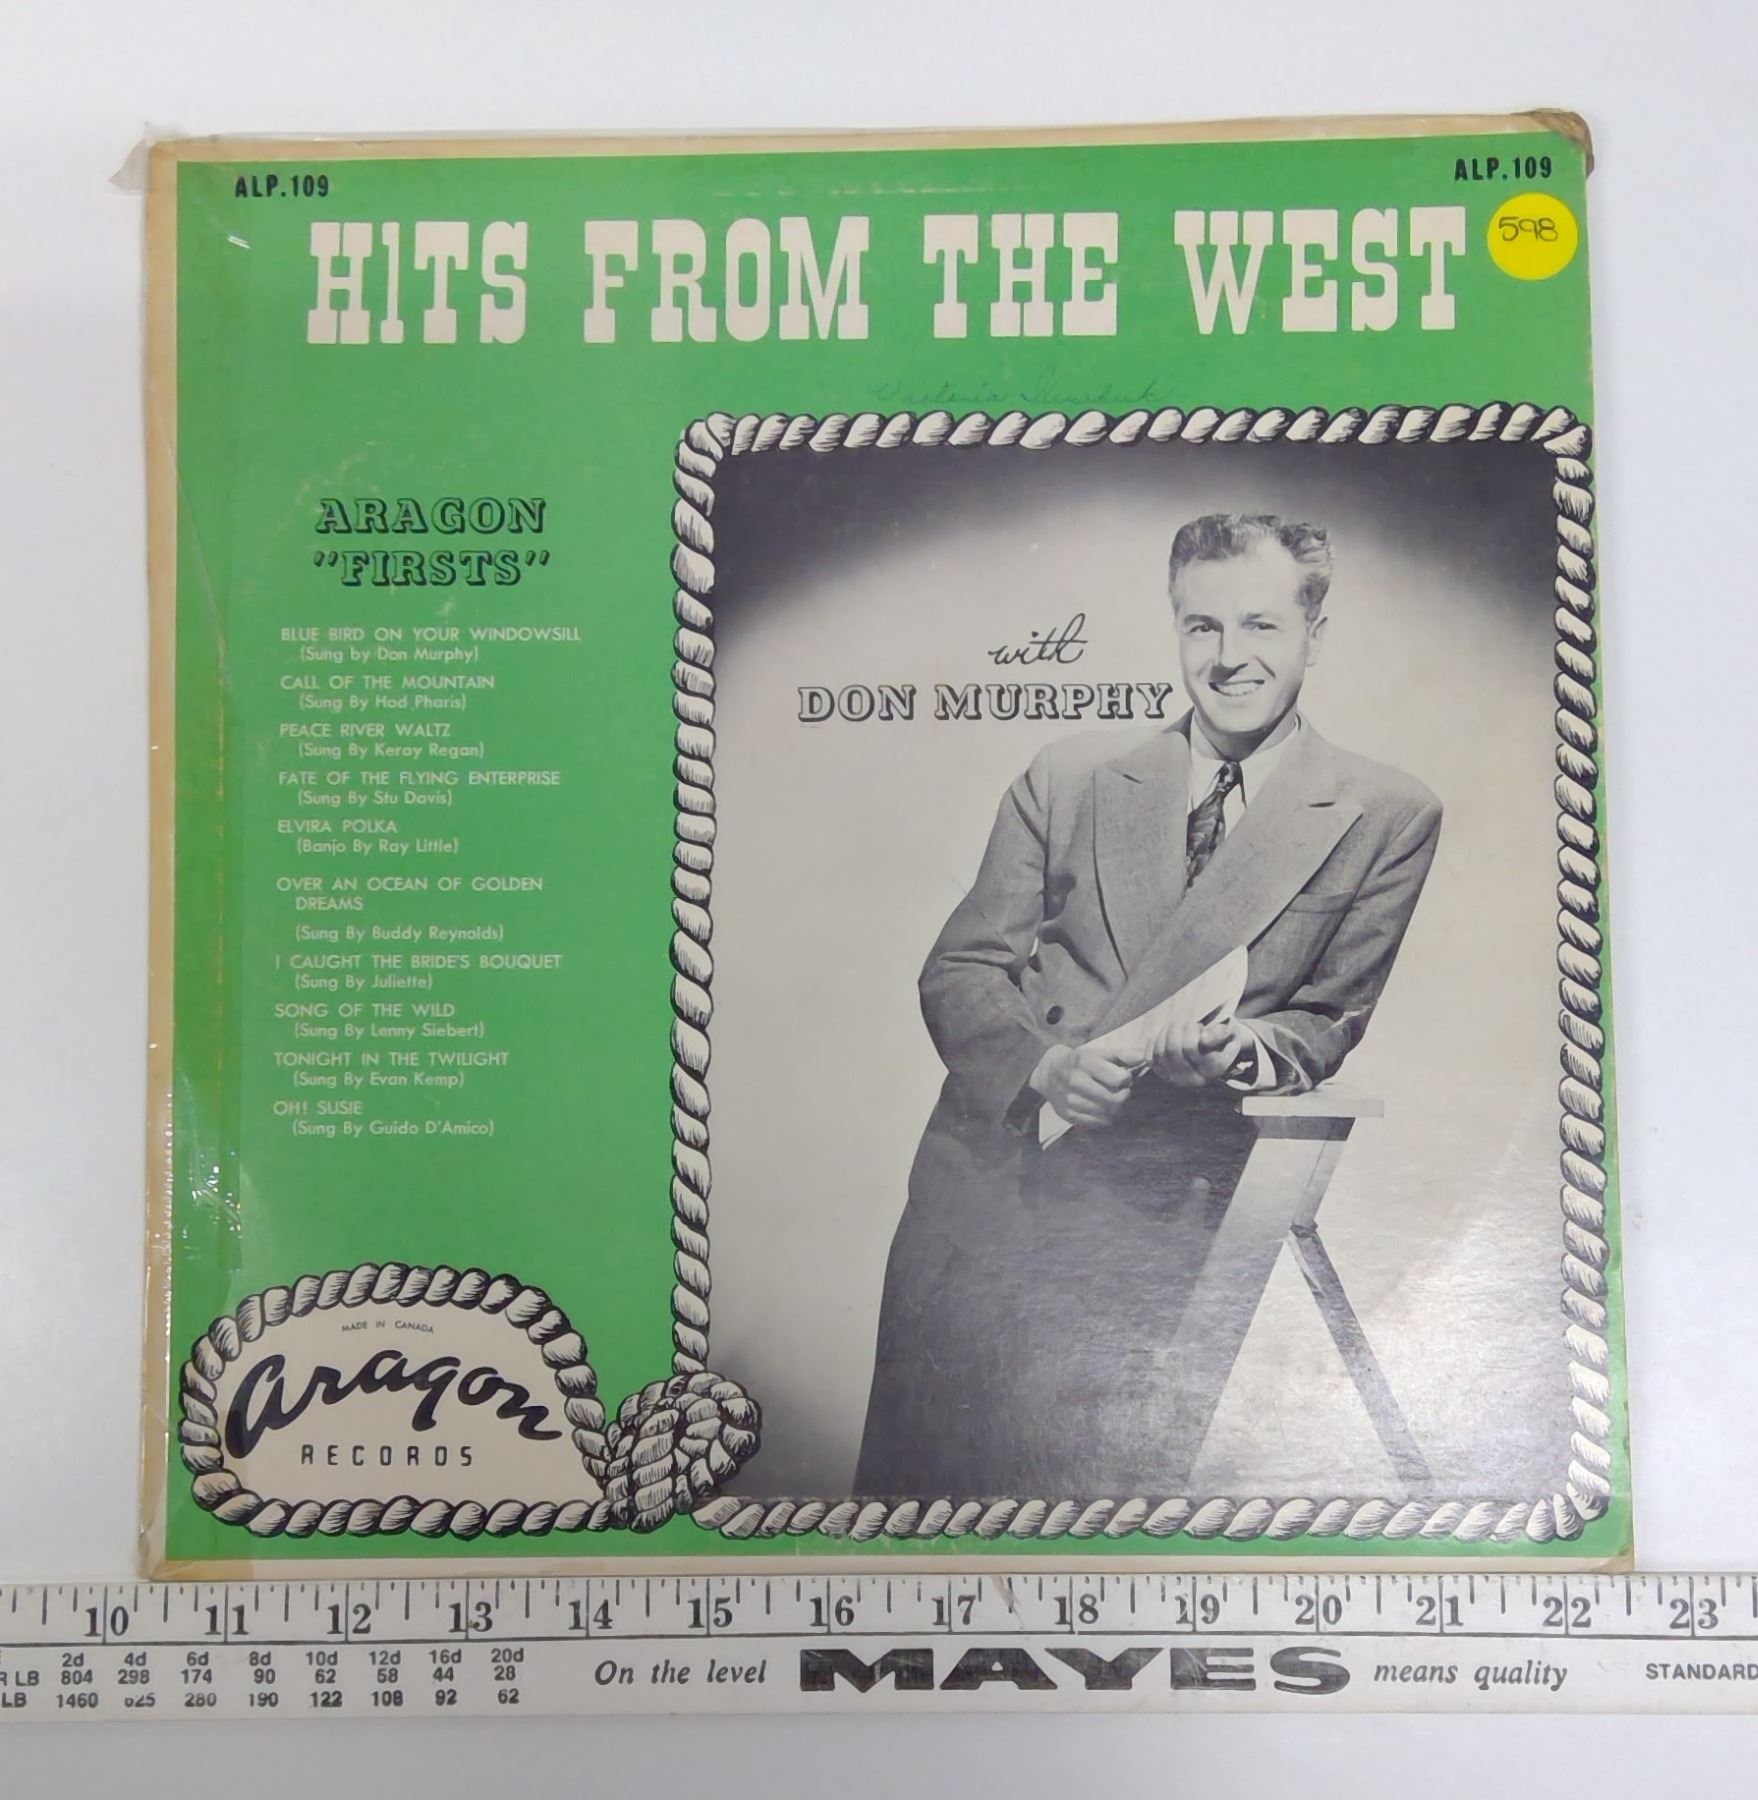 ALP.109
ALP.109
HITS FROM THE WEST
598
Victoria
ARAGON
"FIRSTS"
BLUE BIRD ON YOUR WINDOWSILL
(Sung by Don Murphy)
CALL OF THE MOUNTAIN
(Sung By Hod Pharis)
PEACE RIVER WALTZ
(Sung By Keray Regan)
FATE OF THE FLYING ENTERPRISE
(Sung By Stu Davis)
ELVIRA POLKA
(Banjo By Ray Little)
OVER AN OCEAN OF GOLDEN
DREAMS
(Sung By Buddy Reynolds)
I CAUGHT THE BRIDE'S BOUQUET
(Sung By Juliette)
SONG OF THE WILD
(Sung By Lenny Siebert)
TONIGHT IN THE TWILIGHT
(Sung By Evan Kemp)
OH! SUSIE
(Sung By Guido D'Amico)
with
DON MURPHY
MADE IN CANADA
aragon
RECORDS
10 11 12 13 14 15 16 17 18 19 20 21 22 23
2d 4d 6d 8d 10d 12d 16d 20d
LB 804 298 174 90 62 58 44 28
LB 1460 625 280 190 122 108 92 62
On the level MAYES means quality STANDARD